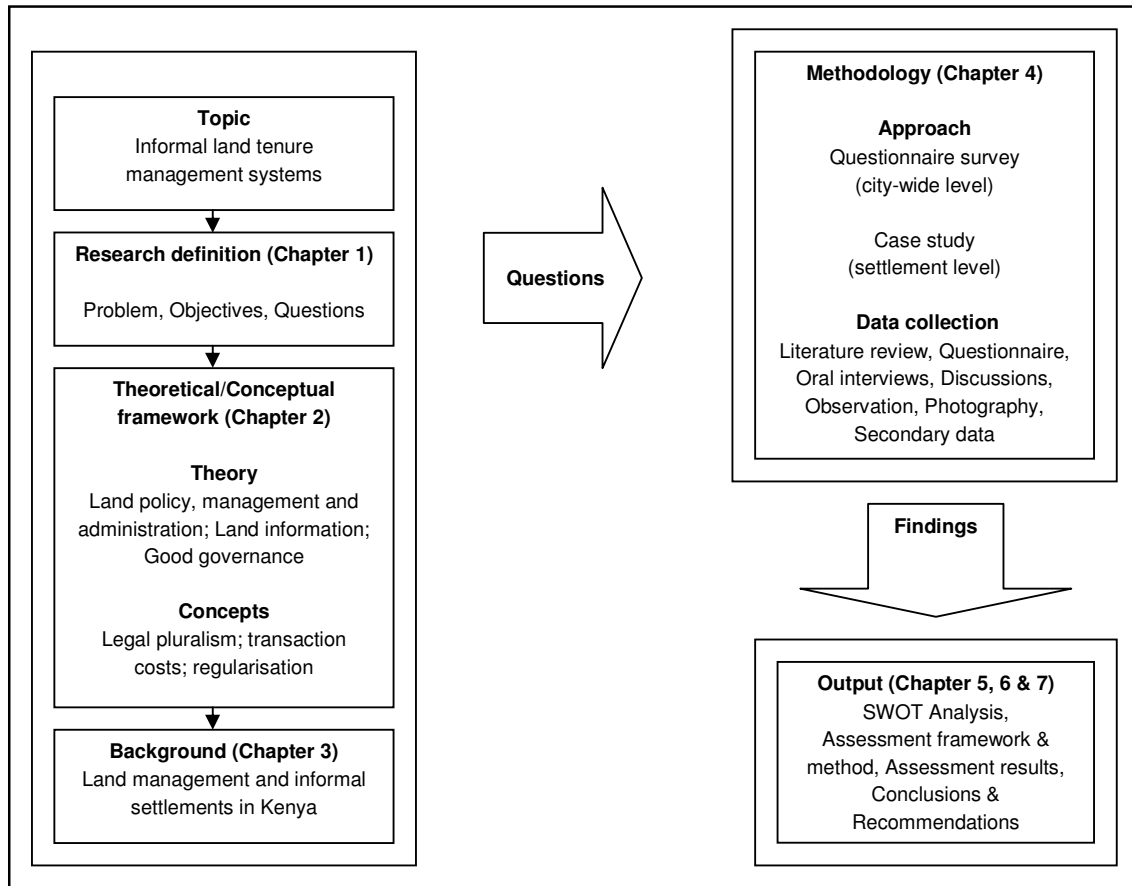 Topic
Informal land tenure
management systems
Research definition (Chapter 1)
Problem, Objectives, Questions
Theoretical/Conceptual
framework (Chapter 2)
Theory
Land policy, management and
administration; Land information;
Good governance
Concepts
Legal pluralism; transaction
costs; regularisation
Background (Chapter 3)
Land management and informal
settlements in Kenya
Questions
Methodology (Chapter 4)
Approach
Questionnaire survey
(city-wide level)
Case study
(settlement level)
Data collection
Literature review, Questionnaire,
Oral interviews, Discussions,
Observation, Photography,
Secondary data
Findings
Output (Chapter 5, 6 & 7)
SWOT Analysis,
Assessment framework &
method, Assessment results,
Conclusions &
Recommendations